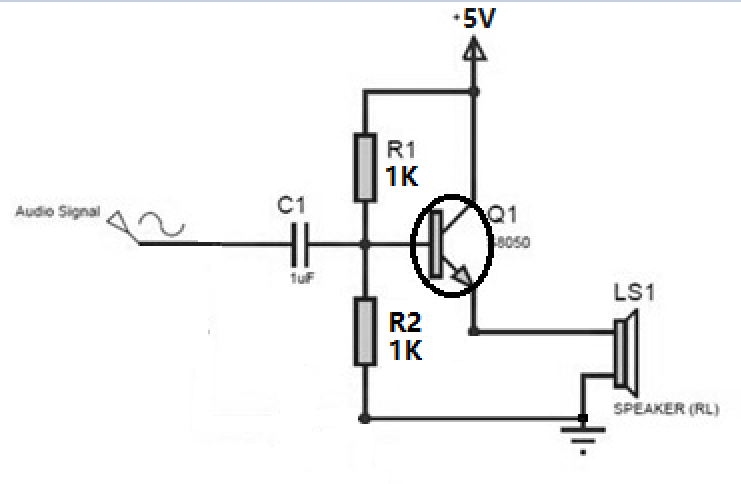 +5V
R1
1K
Audio Signal
C1
1uF
Q1
8050
R2
1K
LS1
SPEAKER (RL)